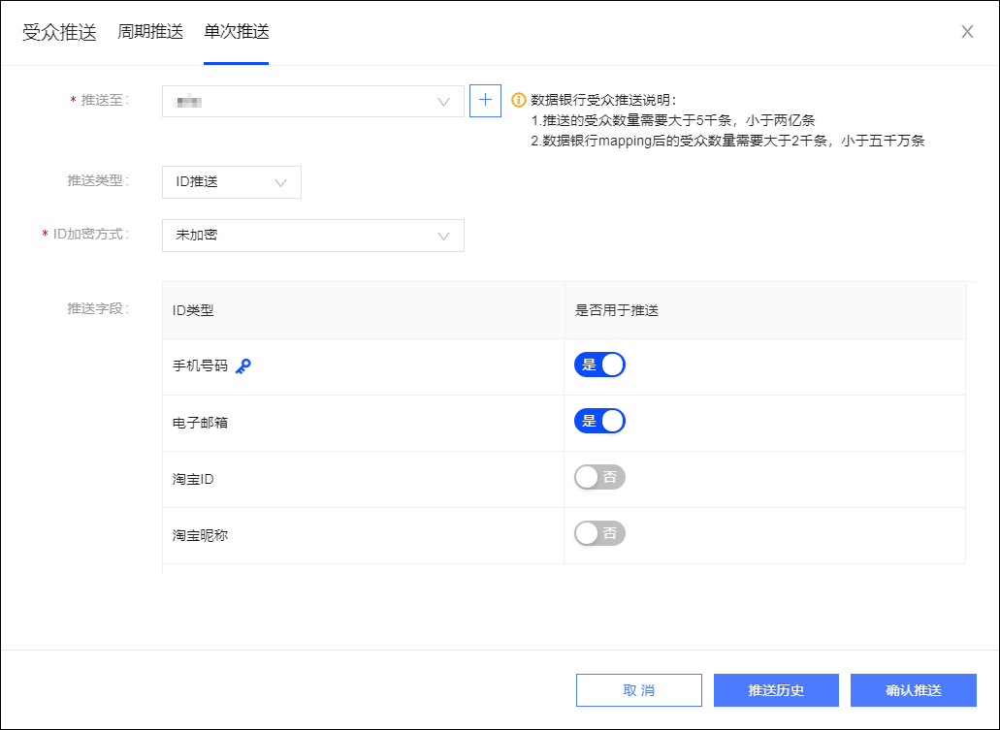 受众推送 周期推送 单次推送
* 推送至:
数据银行受众推送说明：
1.推送的受众数量需要大于5千条，小于两亿条
2.数据银行mapping后的受众数量需要大于2千条，小于五千万条
推送类型: ID推送
* ID加密方式: 未加密
推送字段: ID类型 是否用于推送
手机号码 是
电子邮箱 是
淘宝ID 否
淘宝昵称 否
取 消 推送历史 确认推送